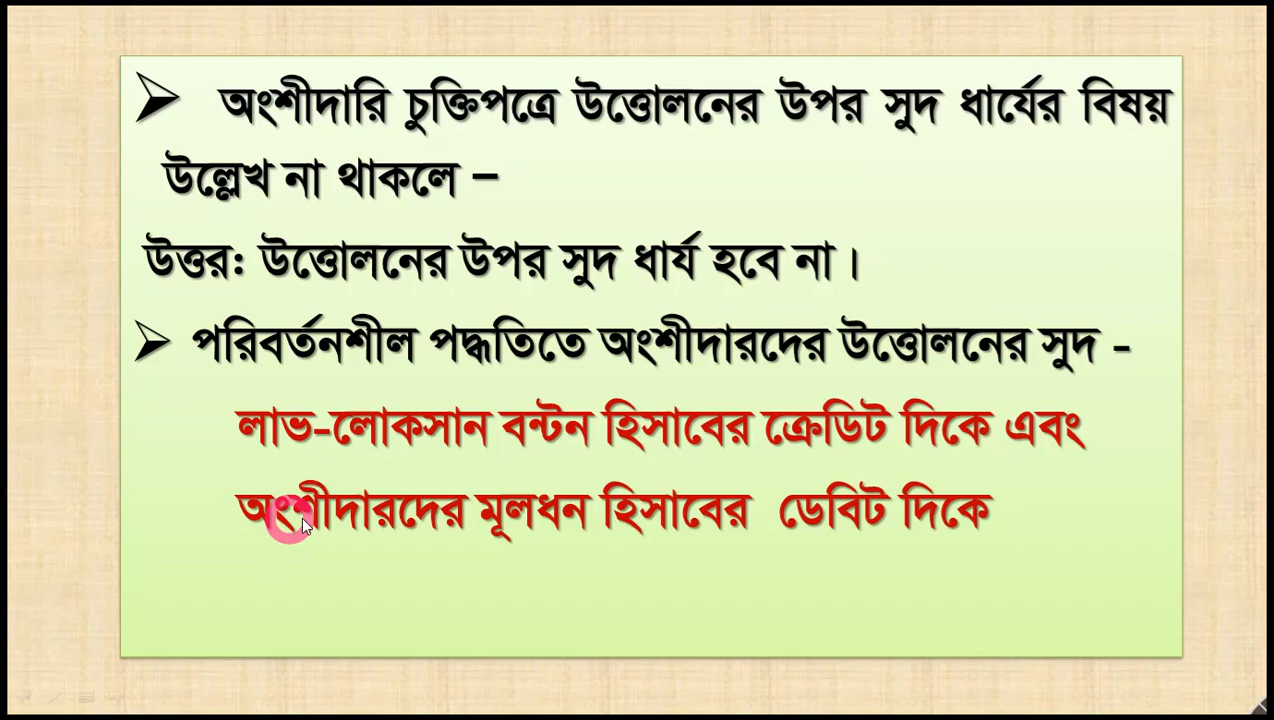 ➢ অংশীদারি চুক্তিপত্রে উত্তোলনের উপর সুদ ধার্যের বিষয়
উল্লেখ না থাকলে –
উত্তর: উত্তোলনের উপর সুদ ধার্য হবে না।
➢ পরিবর্তনশীল পদ্ধতিতে অংশীদারদের উত্তোলনের সুদ -
লাভ-লোকসান বন্টন হিসাবের ক্রেডিট দিকে এবং
অংশীদারদের মূলধন হিসাবের ডেবিট দিকে